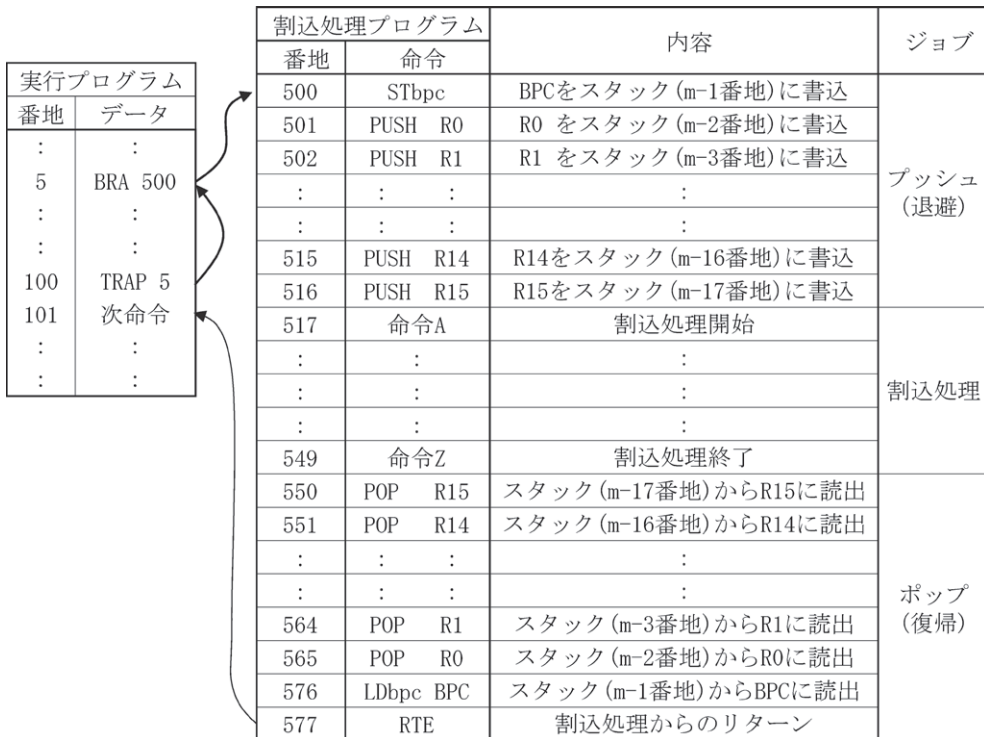 実行プログラム
番地 データ
: :
5 BRA 500
: :
: :
100 TRAP 5
101 次命令
: :
: :
割込処理プログラム 内容 ジョブ
番地 命令
500 STbpc BPCをスタック(m-1番地)に書込
501 PUSH R0 R0 をスタック(m-2番地)に書込
502 PUSH R1 R1 をスタック(m-3番地)に書込
: : : :
: : : :
515 PUSH R14 R14をスタック(m-16番地)に書込
516 PUSH R15 R15をスタック(m-17番地)に書込
プッシュ
(退避)
517 命令A 割込処理開始
: : :
: : :
: : :
549 命令Z 割込処理終了
割込処理
550 POP R15 スタック(m-17番地)からR15に読出
551 POP R14 スタック(m-16番地)からR14に読出
: : : :
: : : :
564 POP R1 スタック(m-3番地)からR1に読出
565 POP R0 スタック(m-2番地)からR0に読出
576 LDbpc BPC スタック(m-1番地)からBPCに読出
577 RTE 割込処理からのリターン
ポップ
(復帰)